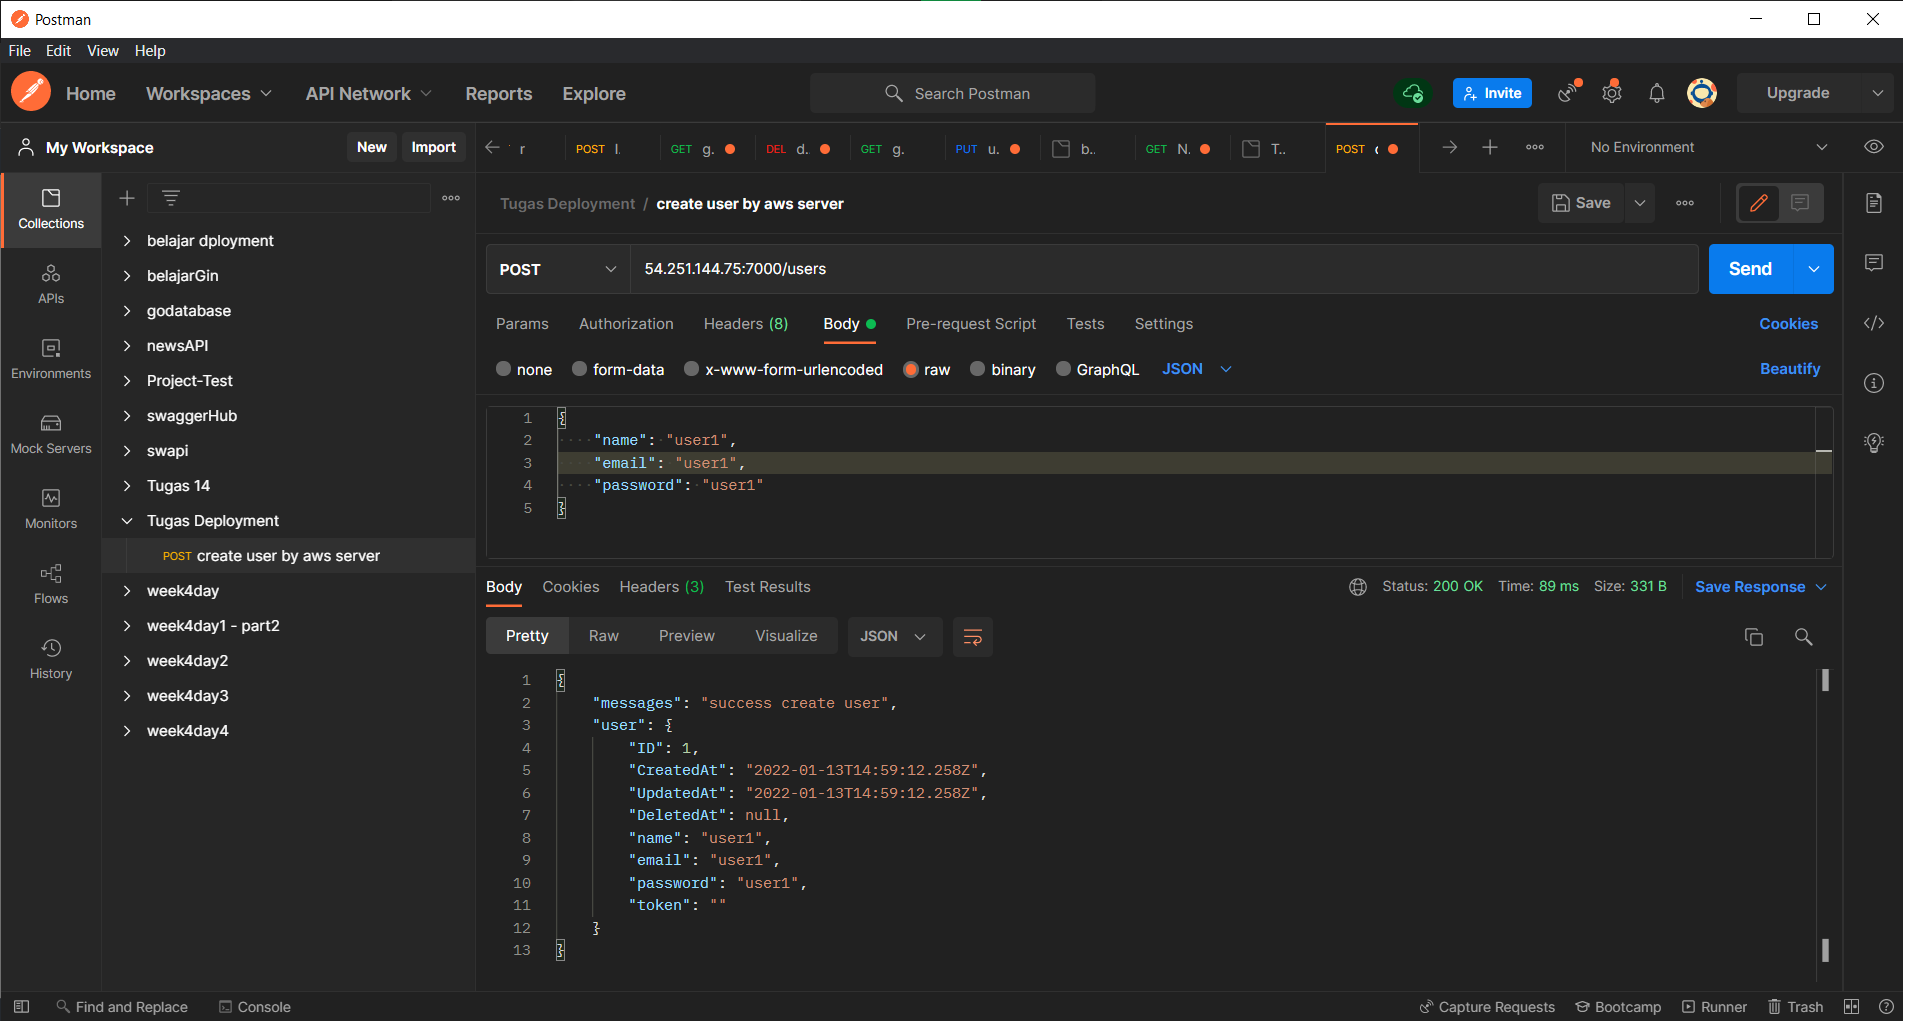 Postman
File Edit View Help
Home Workspaces API Network Reports Explore Search Postman Invite Upgrade
My Workspace New Import
r POST GET g. DEL d. GET g. PUT u. b.. GET N. T.. POST No Environment
Collections
APIs
Environments
Mock Servers
Monitors
Flows
History
belajar dployment
belajarGin
godatabase
newsAPI
Project-Test
swaggerHub
swapi
Tugas 14
Tugas Deployment
POST create user by aws server
week4day
week4day1 - part2
week4day2
week4day3
week4day4
Tugas Deployment / create user by aws server Save
POST 54.251.144.75:7000/users Send
Params Authorization Headers (8) Body Pre-request Script Tests Settings Cookies
none form-data x-www-form-urlencoded raw binary GraphQL JSON Beautify
1 {
2 "name": "user1",
3 "email": "user1",
4 "password": "user1"
5 }
Body Cookies Headers (3) Test Results Status: 200 OK Time: 89 ms Size: 331 B Save Response
Pretty Raw Preview Visualize JSON
1 {
2 "messages": "success create user",
3 "user": {
4 "ID": 1,
5 "CreatedAt": "2022-01-13T14:59:12.258Z",
6 "UpdatedAt": "2022-01-13T14:59:12.258Z",
7 "DeletedAt": null,
8 "name": "user1",
9 "email": "user1",
10 "password": "user1",
11 "token": ""
12 }
13 }
Find and Replace Console Capture Requests Bootcamp Runner Trash